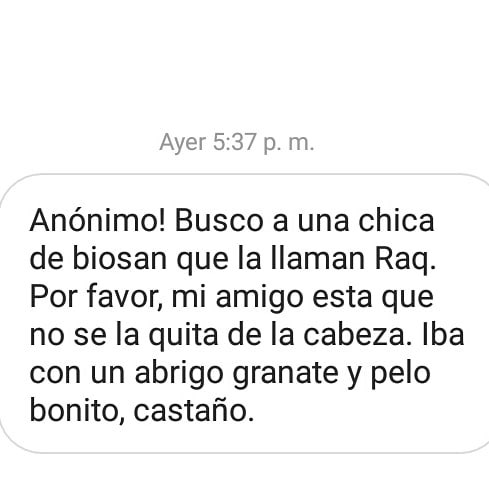 Ayer 5:37 p. m.
Anónimo! Busco a una chica
de biosan que la llaman Raq.
Por favor, mi amigo esta que
no se la quita de la cabeza. Iba
con un abrigo granate y pelo
bonito, castaño.